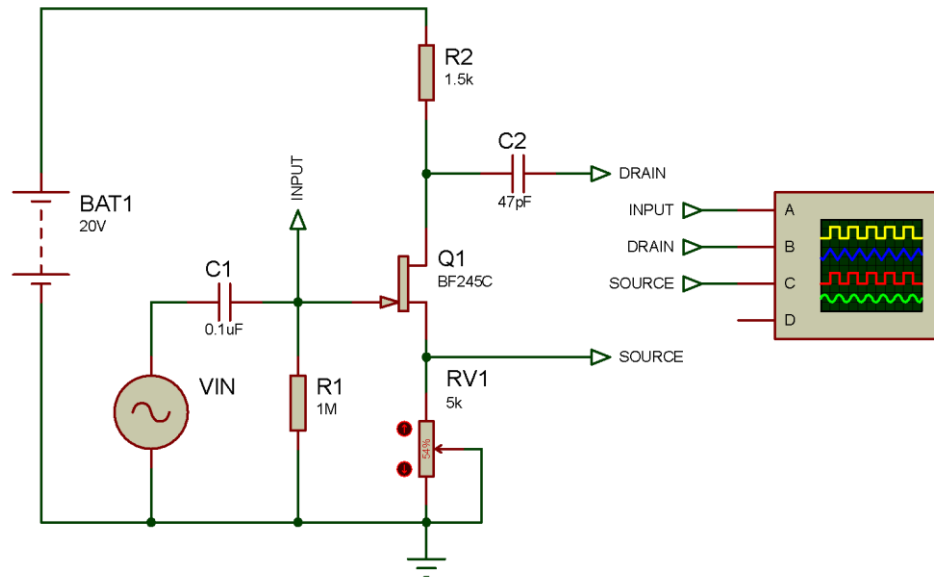 R2
1.5k
C2
47pF
DRAIN
INPUT
BAT1
20V
INPUT
DRAIN
SOURCE
A
B
C
D
C1
0.1uF
Q1
BF245C
SOURCE
VIN
R1
1M
RV1
5k
54%